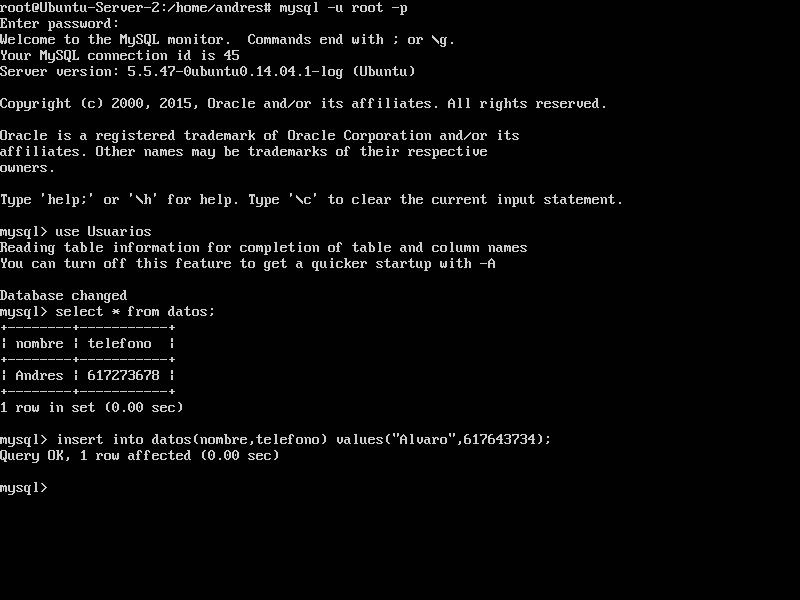 root@Ubuntu-Server-2:/home/andres# mysql -u root -p
Enter password:
Welcome to the MySQL monitor.  Commands end with ; or \g.
Your MySQL connection id is 45
Server version: 5.5.47-0ubuntu0.14.04.1-log (Ubuntu)

Copyright (c) 2000, 2015, Oracle and/or its affiliates. All rights reserved.

Oracle is a registered trademark of Oracle Corporation and/or its
affiliates. Other names may be trademarks of their respective
owners.

Type 'help;' or '\h' for help. Type '\c' to clear the current input statement.

mysql> use Usuarios
Reading table information for completion of table and column names
You can turn off this feature to get a quicker startup with -A

Database changed
mysql> select * from datos;
+--------+-----------+
| nombre | telefono  |
+--------+-----------+
| Andres | 617273678 |
+--------+-----------+
1 row in set (0.00 sec)

mysql> insert into datos(nombre,telefono) values("Alvaro",617643734);
Query OK, 1 row affected (0.00 sec)

mysql>